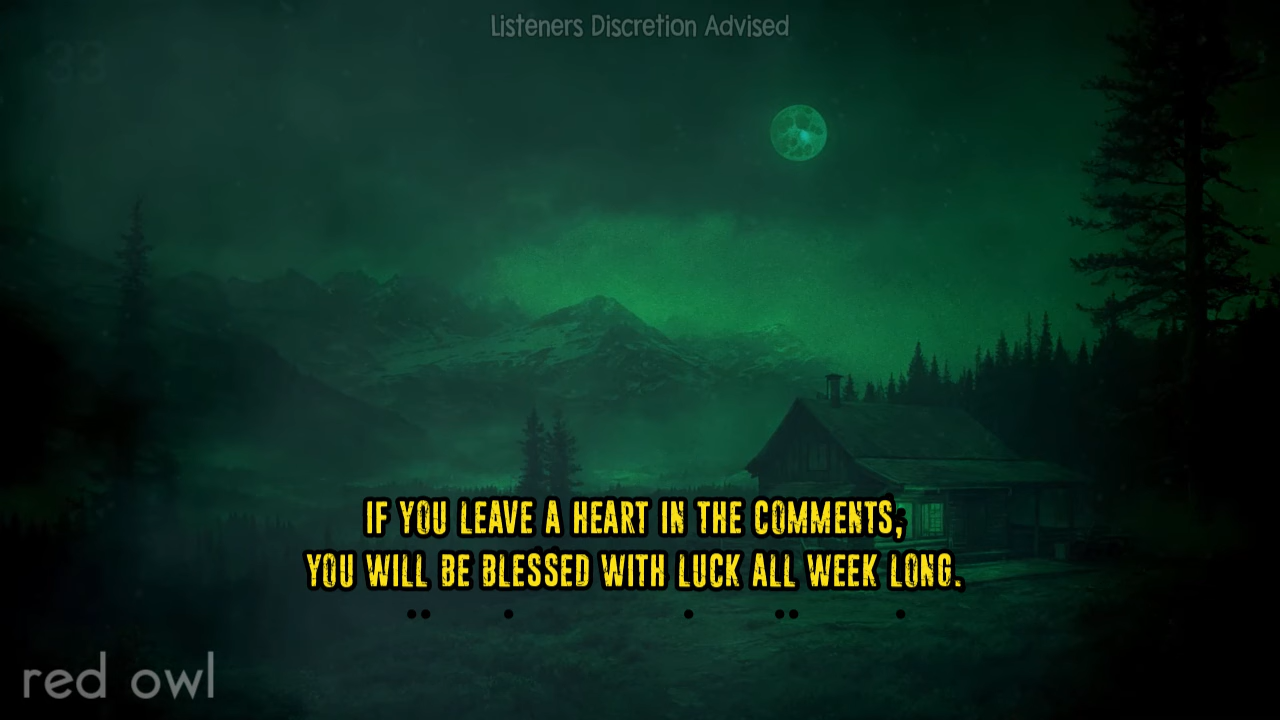 Listeners Discretion Advised
33
IF YOU LEAVE A HEART IN THE COMMENTS,
YOU WILL BE BLESSED WITH LUCK ALL WEEK LONG.
red owl